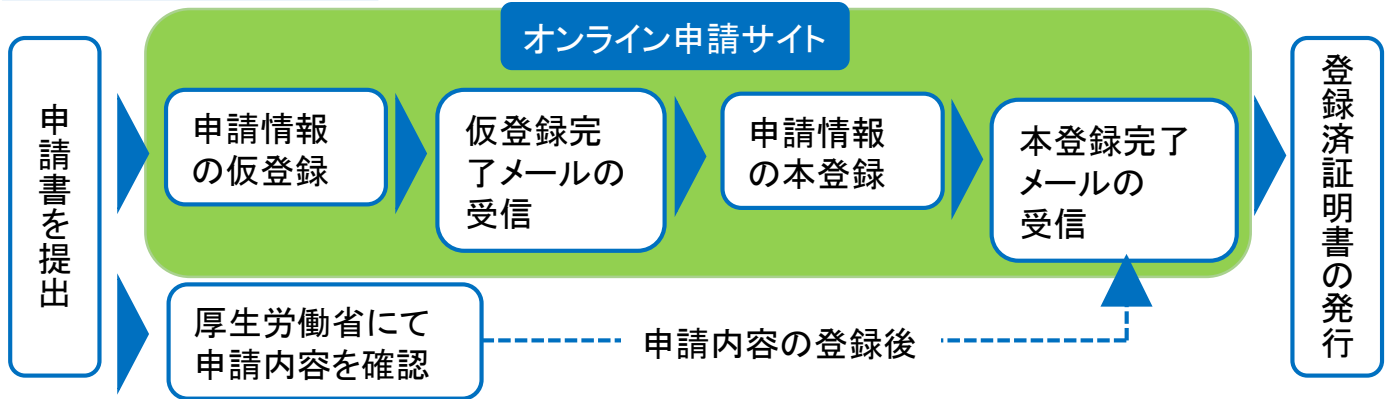 オンライン申請サイト
申請書を提出
申請情報
の仮登録
仮登録完
了メールの
受信
申請情報
の本登録
本登録完了
メールの
受信
登録済証明書の発行
厚生労働省にて
申請内容を確認
申請内容の登録後